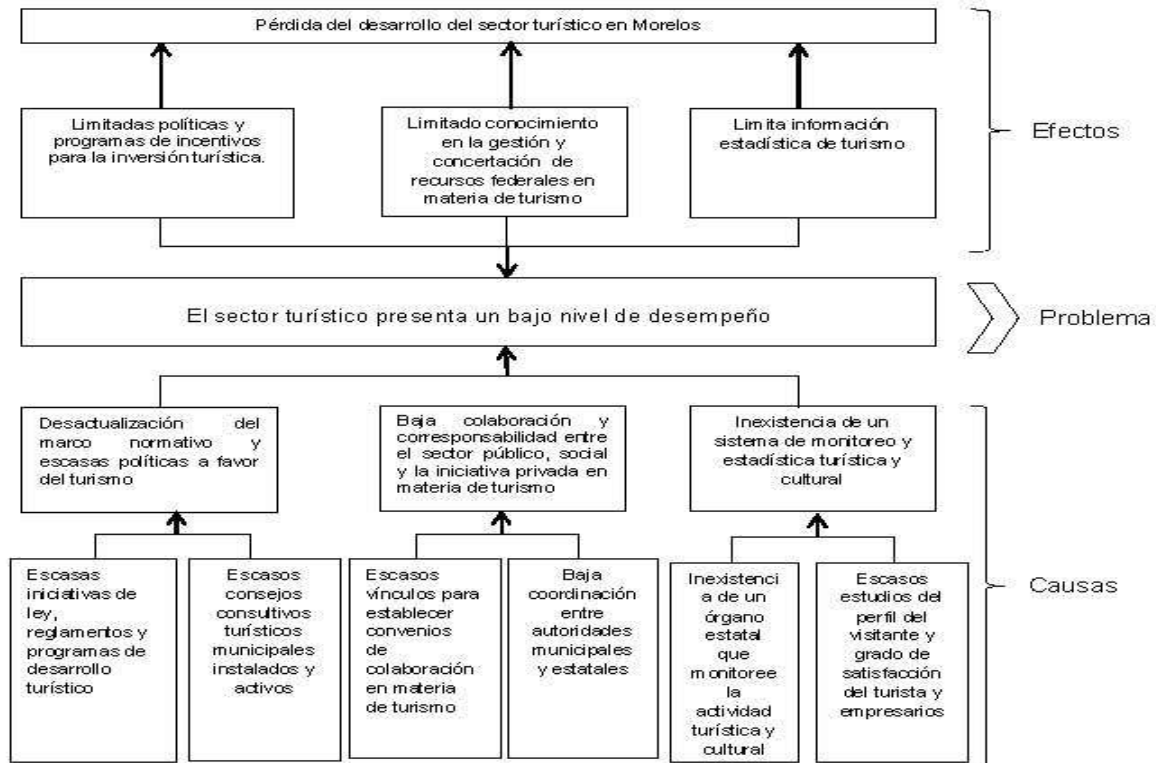 Pérdida del desarrollo del sector turístico en Morelos
Limitadas políticas y
programas de incentivos
para la inversión turística.
Limitado conocimiento
en la gestión y
concertación de
recursos federales en
materia de turismo
Limita información
estadística de turismo
Efectos
El sector turístico presenta un bajo nivel de desempeño
Problema
Desactualización del
marco normativo y
escasas políticas a favor
del turismo
Baja colaboración y
corresponsabilidad entre
el sector público, social
y la iniciativa privada en
materia de turismo
Inexistencia de un
sistema de monitoreo y
estadística turística y
cultural
Escasas
iniciativas de
ley,
reglamentos y
programas de
desarrollo
turístico
Escasos
consejos
consultivos
turísticos
municipales
instalados y
activos
Escasos
vínculos para
establecer
convenios
de
colaboración
en materia
de turismo
Baja
coordinación
entre
autoridades
municipales
y estatales
Inexistenci
a de un
órgano
estatal
que
monitoree
la
actividad
turística y
cultural
Escasos
estudios del
perfil del
visitante y
grado de
satisfacción
del turista y
empresarios
Causas